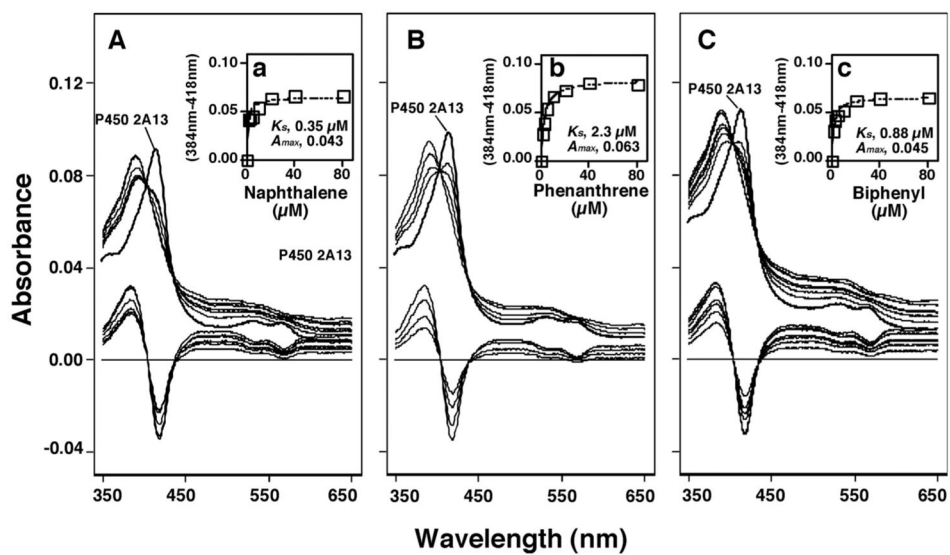 A
B
C
a
b
c
(384nm-418nm)
0.10
0.05
0.00
Ks, 0.35 µM
Amax, 0.043
0 40 80
Naphthalene
(µM)
(384nm-418nm)
0.10
0.05
0.00
Ks, 2.3 µM
Amax, 0.063
0 40 80
Phenanthrene
(µM)
(384nm-418nm)
0.10
0.05
0.00
Ks, 0.88 µM
Amax, 0.045
0 40 80
Biphenyl
(µM)
P450 2A13
P450 2A13
P450 2A13
P450 2A13
Absorbance
0.12
0.08
0.04
0.00
-0.04
350 450 550 650
350 450 550 650
350 450 550 650
Wavelength (nm)